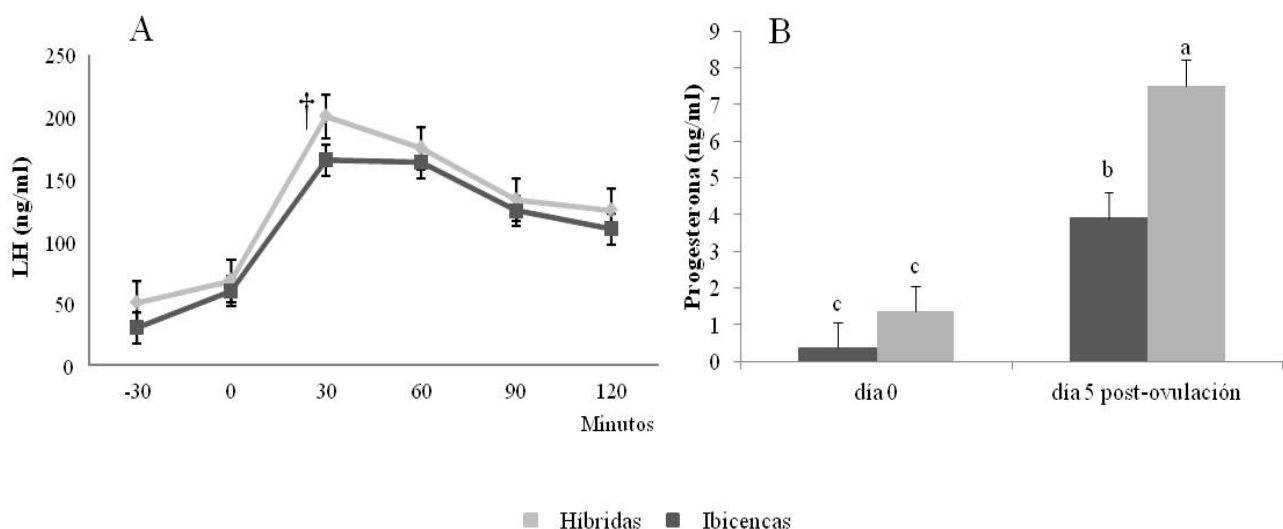 A
LH (ng/ml)
250
200
150
100
50
0
†
-30 0 30 60 90 120
Minutos
B
Progesterona (ng/ml)
9
8
7
6
5
4
3
2
1
0
c c b a
día 0 día 5 post-ovulación
Híbridas Ibicencas